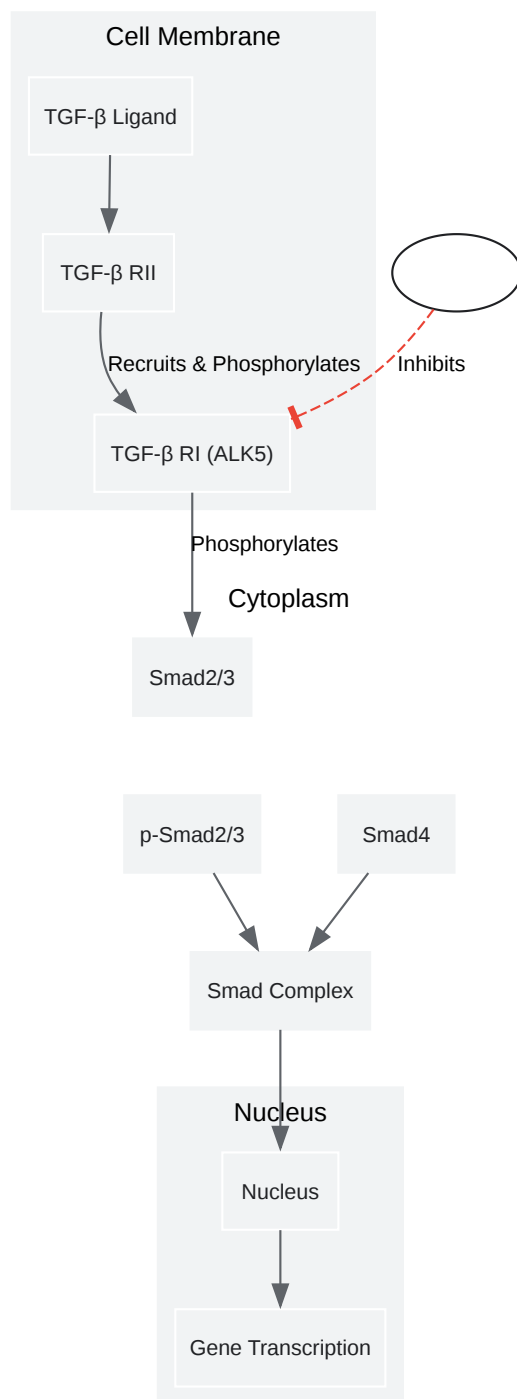 Cell Membrane
TGF-β Ligand
TGF-β RII
Recruits & Phosphorylates
Inhibits
TGF-β RI (ALK5)
Phosphorylates
Cytoplasm
Smad2/3
p-Smad2/3
Smad4
Smad Complex
Nucleus
Nucleus
Gene Transcription